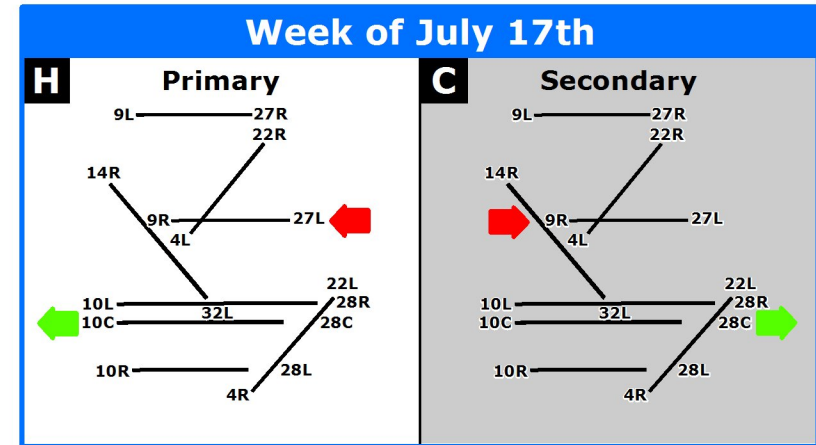 Week of July 17th
H Primary
9L 27R
22R
14R
9R 27L
4L
22L
10L 28R
32L
10C 28C
10R 28L
4R
C Secondary
9L 27R
22R
14R
9R 27L
4L
22L
10L 28R
32L
10C 28C
10R 28L
4R